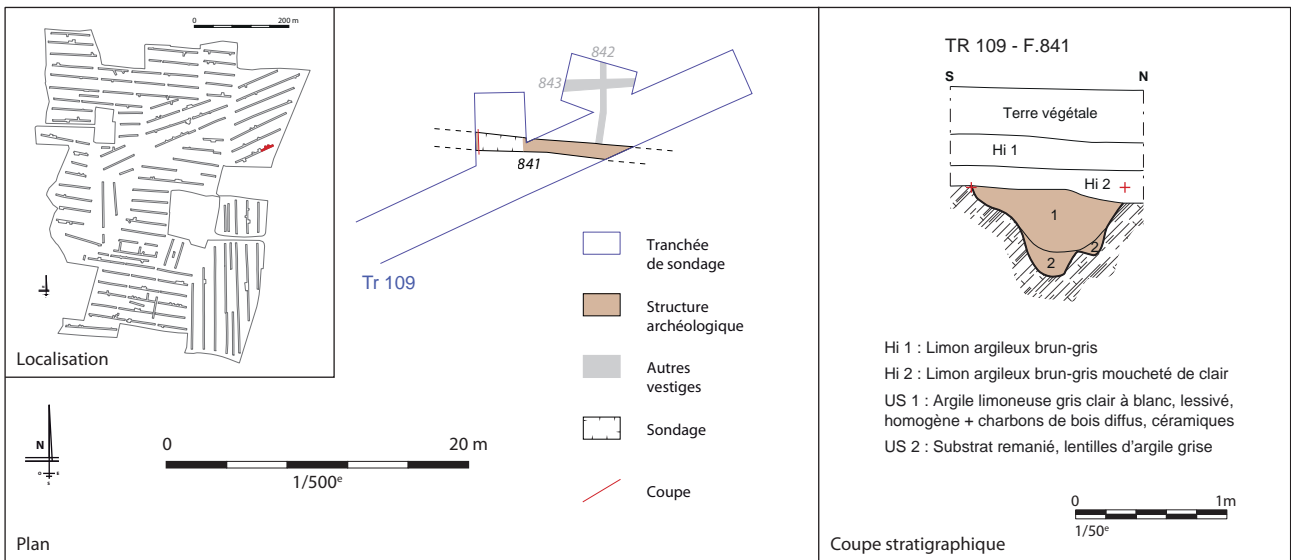 0 200 m
Localisation
842
843
841
Tr 109
Tranchée
de sondage
Structure
archéologique
Autres
vestiges
Sondage
Coupe
N
0 20 m
1/500e
Plan
TR 109 - F.841
S N
Terre végétale
Hi 1
Hi 2
1
2
2
Hi 1 : Limon argileux brun-gris
Hi 2 : Limon argileux brun-gris moucheté de clair
US 1 : Argile limoneuse gris clair à blanc, lessivé,
homogène + charbons de bois diffus, céramiques
US 2 : Substrat remanié, lentilles d'argile grise
0 1m
1/50e
Coupe stratigraphique